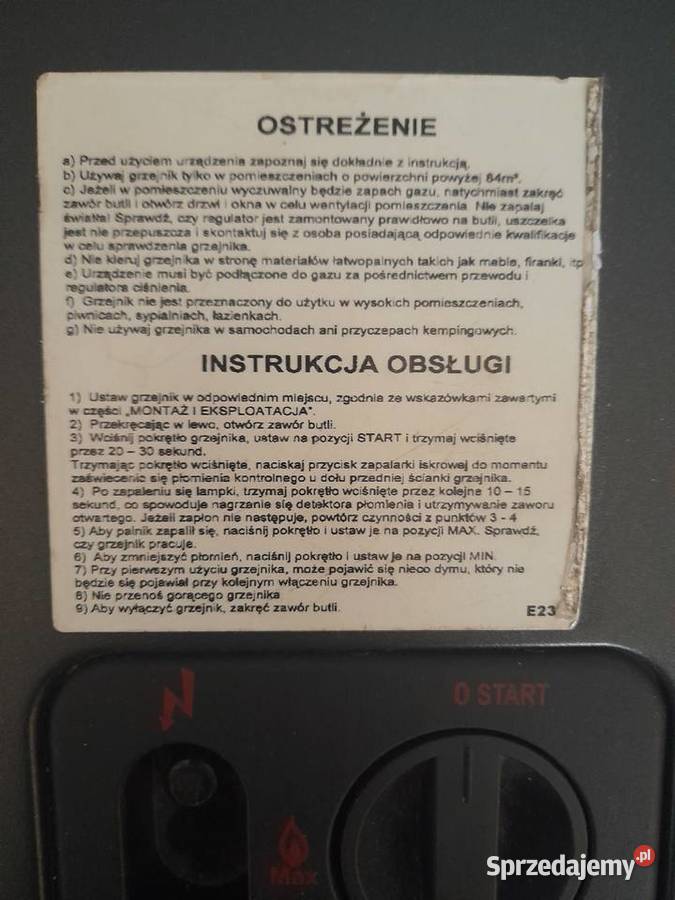 OSTREŻENIE
a) Przed użyciem urządzenia zapoznaj się dokładnie z instrukcją.
b) Używaj grzejnik tylko w pomieszczeniach o powierzchni powyżej 84m³.
c) Jeżeli w pomieszczeniu wyczuwalny będzie zapach gazu, natychmiast zakręć
zawór butli i otwórz drzwi i okna w celu wentylacji pomieszczenia. Nie zapalaj
światła! Sprawdź, czy regulator jest zamontowany prawidłowo na butli, uszczelka
jest nie przepuszcza i skontaktuj się z osoba posiadającą odpowiednie kwalifikacje
w celu sprawdzenia grzejnika.
d) Nie kieruj grzejnika w stronę materiałów łatwopalnych takich jak meble, firanki, itp
e) Urządzenie musi być podłączone do gazu za pośrednictwem przewodu i
regulatora ciśnienia.
f) Grzejnik nie jest przeznaczony do użytku w wysokich pomieszczeniach,
piwnicach, sypialniach, łazienkach.
g) Nie używaj grzejnika w samochodach ani przyczepach kempingowych.
INSTRUKCJA OBSŁUGI
1) Ustaw grzejnik w odpowiednim miejscu, zgodnie ze wskazówkami zawartymi
w części „MONTAŻ I EKSPLOATACJA".
2) Przekręcając w lewo, otwórz zawór butli.
3) Wciśnij pokrętło grzejnika, ustaw na pozycji START i trzymaj wciśnięte
przez 20 – 30 sekund.
Trzymając pokrętło wciśnięte, naciskaj przycisk zapalarki iskrowej do momentu
zaświecenia się płomienia kontrolnego u dołu przedniej ścianki grzejnika.
4) Po zapaleniu się lampki, trzymaj pokrętło wciśnięte przez kolejne 10 – 15
sekund, co spowoduje nagrzanie się detektora płomienia i utrzymywanie zaworu
otwartego. Jeżeli zapłon nie następuje, powtórz czynności z punktów 3 - 4
5) Aby palnik zapalił się, naciśnij pokrętło i ustaw je na pozycji MAX. Sprawdź,
czy grzejnik pracuje.
6) Aby zmniejszyć płomień, naciśnij pokrętło i ustaw je na pozycji MIN.
7) Przy pierwszym użyciu grzejnika, może pojawić się nieco dymu, który nie
będzie się pojawiał przy kolejnym włączeniu grzejnika.
8) Nie przenoś gorącego grzejnika
9) Aby wyłączyć grzejnik, zakręć zawór butli.
E23
0 START
Max
Sprzedajemy.pl